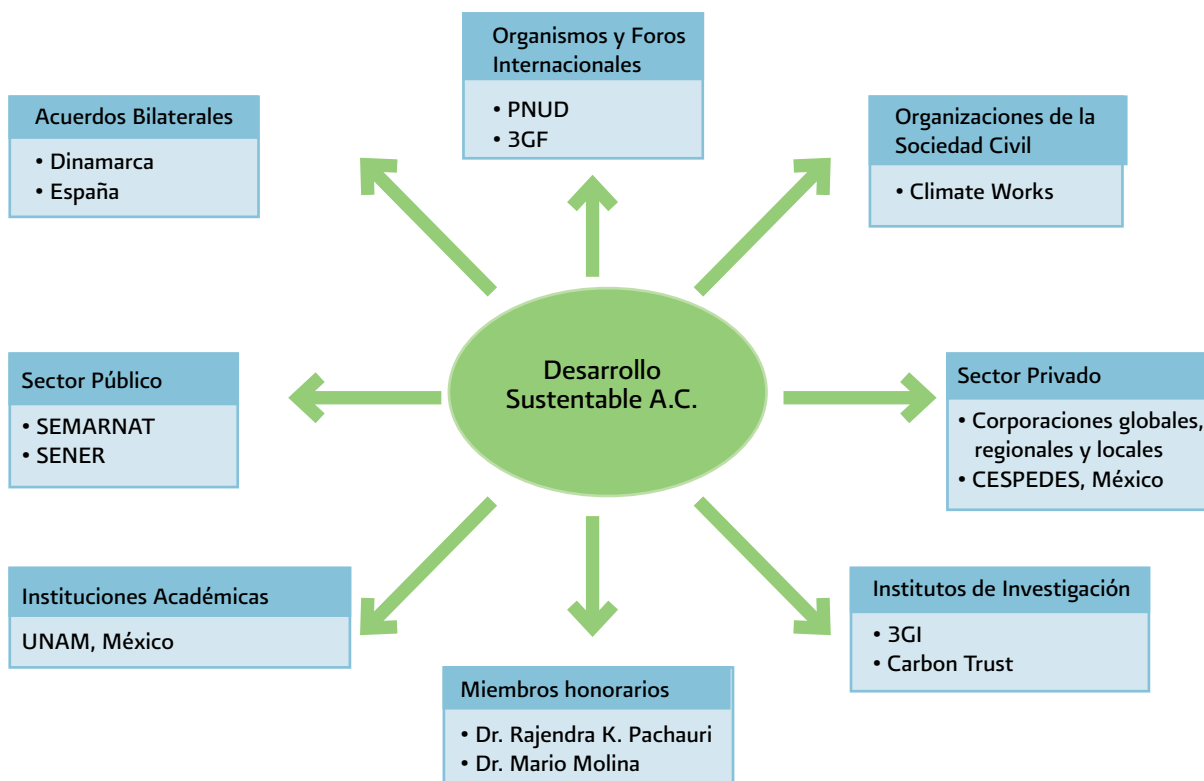 Organismos y Foros
Internacionales
• PNUD
• 3GF
Acuerdos Bilaterales
• Dinamarca
• España
Organizaciones de la
Sociedad Civil
• Climate Works
Sector Público
• SEMARNAT
• SENER
Desarrollo
Sustentable A.C.
Sector Privado
• Corporaciones globales,
regionales y locales
• CESPEDES, México
Instituciones Académicas
UNAM, México
Institutos de Investigación
• 3GI
• Carbon Trust
Miembros honorarios
• Dr. Rajendra K. Pachauri
• Dr. Mario Molina